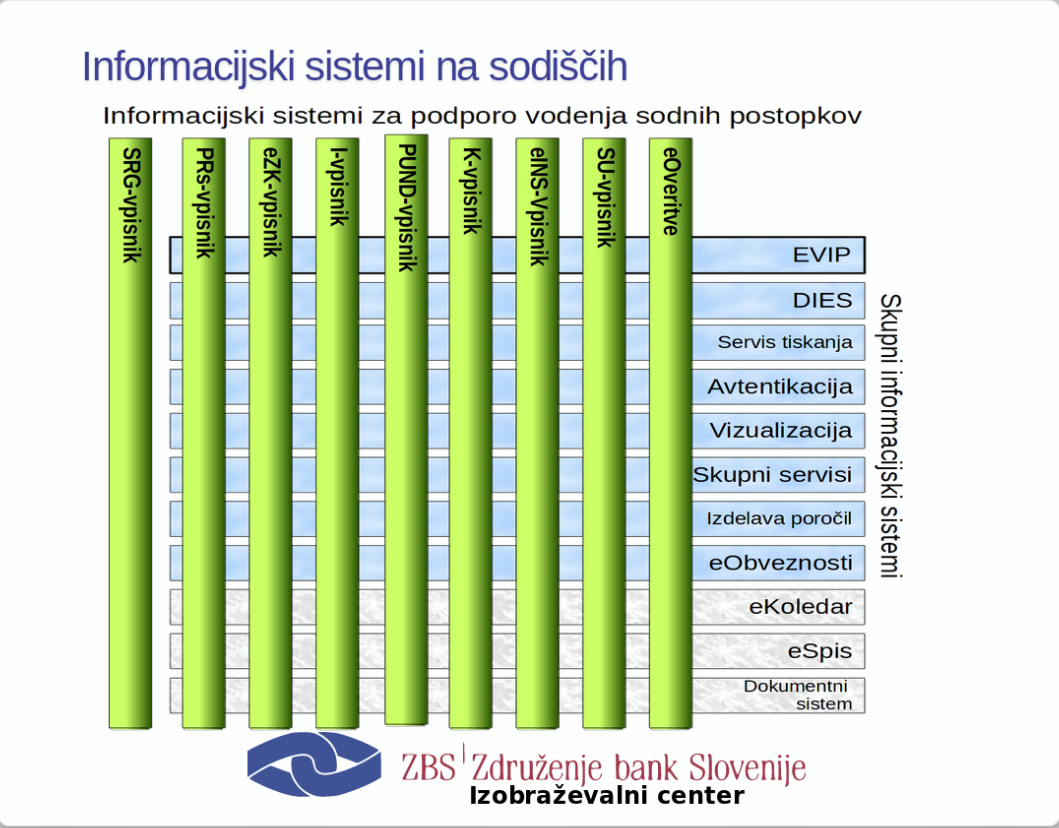 Informacijski sistemi na sodiščih
Informacijski sistemi za podporo vodenja sodnih postopkov
SRG-vpisnik
PRs-vpisnik
eZK-vpisnik
I-vpisnik
PUND-vpisnik
K-vpisnik
eINS-Vpisnik
SU-vpisnik
eOveritve
EVIP
DIES
Servis tiskanja
Avtentikacija
Vizualizacija
Skupni servisi
Izdelava poročil
eObveznosti
eKoledar
eSpis
Dokumentni
sistem
Skupni informacijski sistemi
ZBS Združenje bank Slovenije
Izobraževalni center